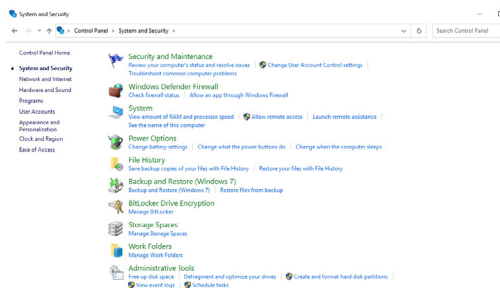 System and Security
Control Panel › System and Security ›
Search Control Panel
Control Panel Home
System and Security
Network and Internet
Hardware and Sound
Programs
User Accounts
Appearance and
Personalization
Clock and Region
Ease of Access
Security and Maintenance
Review your computer's status and resolve issues
Change User Account Control settings
Troubleshoot common computer problems
Windows Defender Firewall
Check firewall status
Allow an app through Windows Firewall
System
View amount of RAM and processor speed
Allow remote access
Launch remote assistance
See the name of this computer
Power Options
Change battery settings
Change what the power buttons do
Change when the computer sleeps
File History
Save backup copies of your files with File History
Restore your files with File History
Backup and Restore (Windows 7)
Backup and Restore (Windows 7)
Restore files from backup
BitLocker Drive Encryption
Manage BitLocker
Storage Spaces
Manage Storage Spaces
Work Folders
Manage Work Folders
Administrative Tools
Free up disk space
Defragment and optimize your drives
Create and format hard disk partitions
View event logs
Schedule tasks